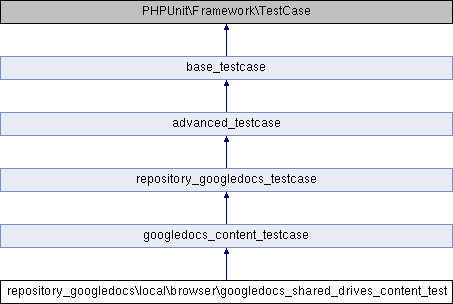 PHPUnit\Framework\TestCase
base_testcase
advanced_testcase
repository_googledocs_testcase
googledocs_content_testcase
repository_googledocs\local\browser\googledocs_shared_drives_content_test